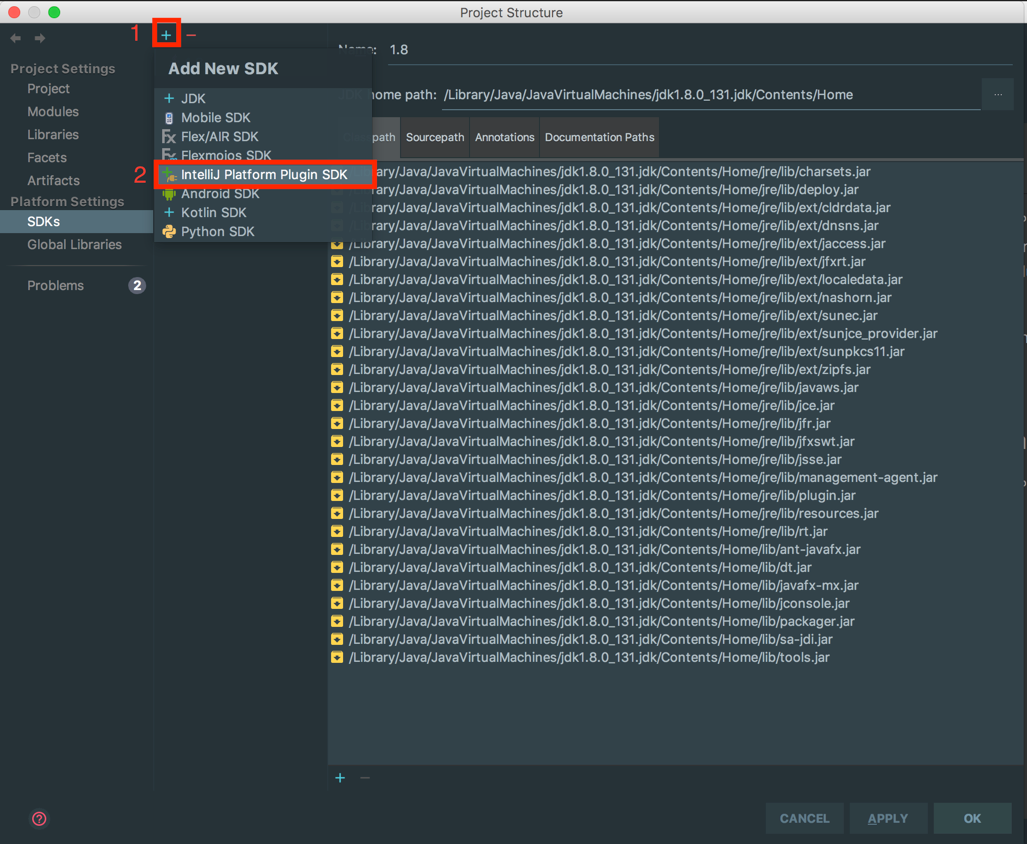 Project Structure
1
Project Settings
Project
Modules
Libraries
Facets
Artifacts
Platform Settings
SDKs
Global Libraries
Problems
2
Add New SDK
JDK
Mobile SDK
Flex/AIR SDK
Flexmojos SDK
2
IntelliJ Platform Plugin SDK
Android SDK
Kotlin SDK
Python SDK
Name: 1.8
home path: /Library/Java/JavaVirtualMachines/jdk1.8.0_131.jdk/Contents/Home
...
Sourcepath
Annotations
Documentation Paths
/Java/JavaVirtualMachines/jdk1.8.0_131.jdk/Contents/Home/jre/lib/charsets.jar
/Java/JavaVirtualMachines/jdk1.8.0_131.jdk/Contents/Home/jre/lib/deploy.jar
/Library/Java/JavaVirtualMachines/jdk1.8.0_131.jdk/Contents/Home/jre/lib/ext/cldrdata.jar
/Library/Java/JavaVirtualMachines/jdk1.8.0_131.jdk/Contents/Home/jre/lib/ext/dnsns.jar
/Library/Java/JavaVirtualMachines/jdk1.8.0_131.jdk/Contents/Home/jre/lib/ext/jaccess.jar
/Library/Java/JavaVirtualMachines/jdk1.8.0_131.jdk/Contents/Home/jre/lib/ext/jfxrt.jar
/Library/Java/JavaVirtualMachines/jdk1.8.0_131.jdk/Contents/Home/jre/lib/ext/localedata.jar
/Library/Java/JavaVirtualMachines/jdk1.8.0_131.jdk/Contents/Home/jre/lib/ext/nashorn.jar
/Library/Java/JavaVirtualMachines/jdk1.8.0_131.jdk/Contents/Home/jre/lib/ext/sunec.jar
/Library/Java/JavaVirtualMachines/jdk1.8.0_131.jdk/Contents/Home/jre/lib/ext/sunjce_provider.jar
/Library/Java/JavaVirtualMachines/jdk1.8.0_131.jdk/Contents/Home/jre/lib/ext/sunpkcs11.jar
/Library/Java/JavaVirtualMachines/jdk1.8.0_131.jdk/Contents/Home/jre/lib/ext/zipfs.jar
/Library/Java/JavaVirtualMachines/jdk1.8.0_131.jdk/Contents/Home/jre/lib/javaws.jar
/Library/Java/JavaVirtualMachines/jdk1.8.0_131.jdk/Contents/Home/jre/lib/jce.jar
/Library/Java/JavaVirtualMachines/jdk1.8.0_131.jdk/Contents/Home/jre/lib/jfr.jar
/Library/Java/JavaVirtualMachines/jdk1.8.0_131.jdk/Contents/Home/jre/lib/jfxswt.jar
/Library/Java/JavaVirtualMachines/jdk1.8.0_131.jdk/Contents/Home/jre/lib/jsse.jar
/Library/Java/JavaVirtualMachines/jdk1.8.0_131.jdk/Contents/Home/jre/lib/management-agent.jar
/Library/Java/JavaVirtualMachines/jdk1.8.0_131.jdk/Contents/Home/jre/lib/plugin.jar
/Library/Java/JavaVirtualMachines/jdk1.8.0_131.jdk/Contents/Home/jre/lib/resources.jar
/Library/Java/JavaVirtualMachines/jdk1.8.0_131.jdk/Contents/Home/jre/lib/rt.jar
/Library/Java/JavaVirtualMachines/jdk1.8.0_131.jdk/Contents/Home/lib/ant-javafx.jar
/Library/Java/JavaVirtualMachines/jdk1.8.0_131.jdk/Contents/Home/lib/dt.jar
/Library/Java/JavaVirtualMachines/jdk1.8.0_131.jdk/Contents/Home/lib/javafx-mx.jar
/Library/Java/JavaVirtualMachines/jdk1.8.0_131.jdk/Contents/Home/lib/jconsole.jar
/Library/Java/JavaVirtualMachines/jdk1.8.0_131.jdk/Contents/Home/lib/packager.jar
/Library/Java/JavaVirtualMachines/jdk1.8.0_131.jdk/Contents/Home/lib/sa-jdi.jar
/Library/Java/JavaVirtualMachines/jdk1.8.0_131.jdk/Contents/Home/lib/tools.jar
?
CANCEL
APPLY
OK